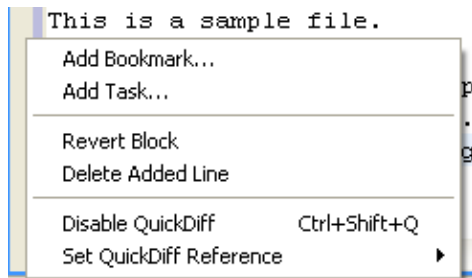 This is a sample file.
Add Bookmark...
Add Task...
Revert Block
Delete Added Line
Disable QuickDiff Ctrl+Shift+Q
Set QuickDiff Reference